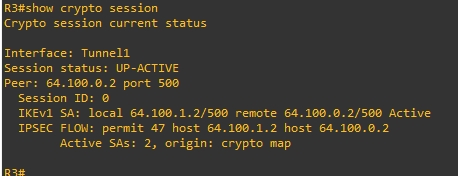 R3#show crypto session
Crypto session current status
Interface: Tunnel1
Session status: UP-ACTIVE
Peer: 64.100.0.2 port 500
Session ID: 0
IKEv1 SA: local 64.100.1.2/500 remote 64.100.0.2/500 Active
IPSEC FLOW: permit 47 host 64.100.1.2 host 64.100.0.2
Active SAs: 2, origin: crypto map
R3#